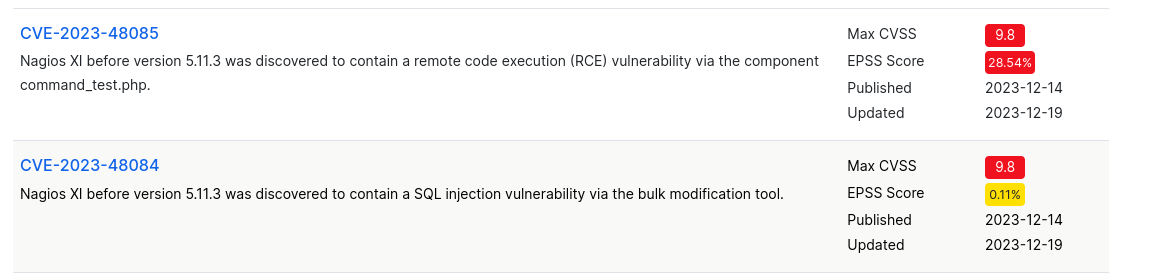 CVE-2023-48085
Nagios XI before version 5.11.3 was discovered to contain a remote code execution (RCE) vulnerability via the component
command_test.php.
Max CVSS 9.8
EPSS Score 28.54%
Published 2023-12-14
Updated 2023-12-19
CVE-2023-48084
Nagios XI before version 5.11.3 was discovered to contain a SQL injection vulnerability via the bulk modification tool.
Max CVSS 9.8
EPSS Score 0.11%
Published 2023-12-14
Updated 2023-12-19